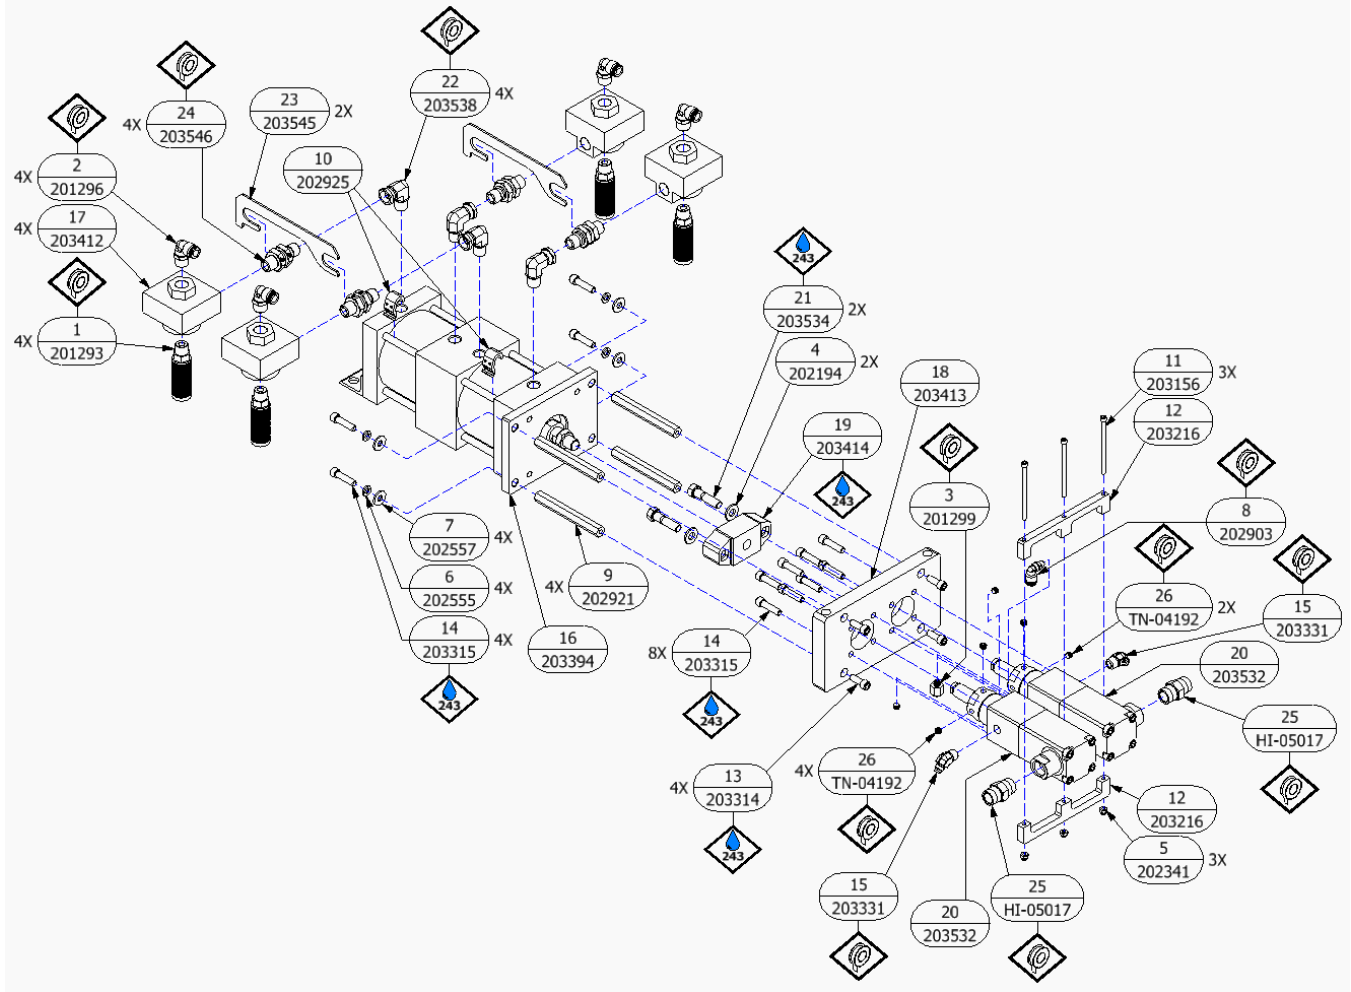 22
203538
4X
24
203546
4X
23
203545
2X
2
201296
4X
10
202925
17
203412
4X
1
201293
4X
243
21
203534
2X
4
202194
2X
18
203413
11
203156
3X
12
203216
19
203414
243
3
201299
8
202903
7
202557
4X
6
202555
4X
14
203315
4X
243
9
202921
4X
16
203394
14
203315
8X
243
26
TN-04192
2X
15
203331
20
203532
25
HI-05017
13
203314
4X
243
26
TN-04192
4X
12
203216
5
202341
3X
15
203331
20
203532
25
HI-05017